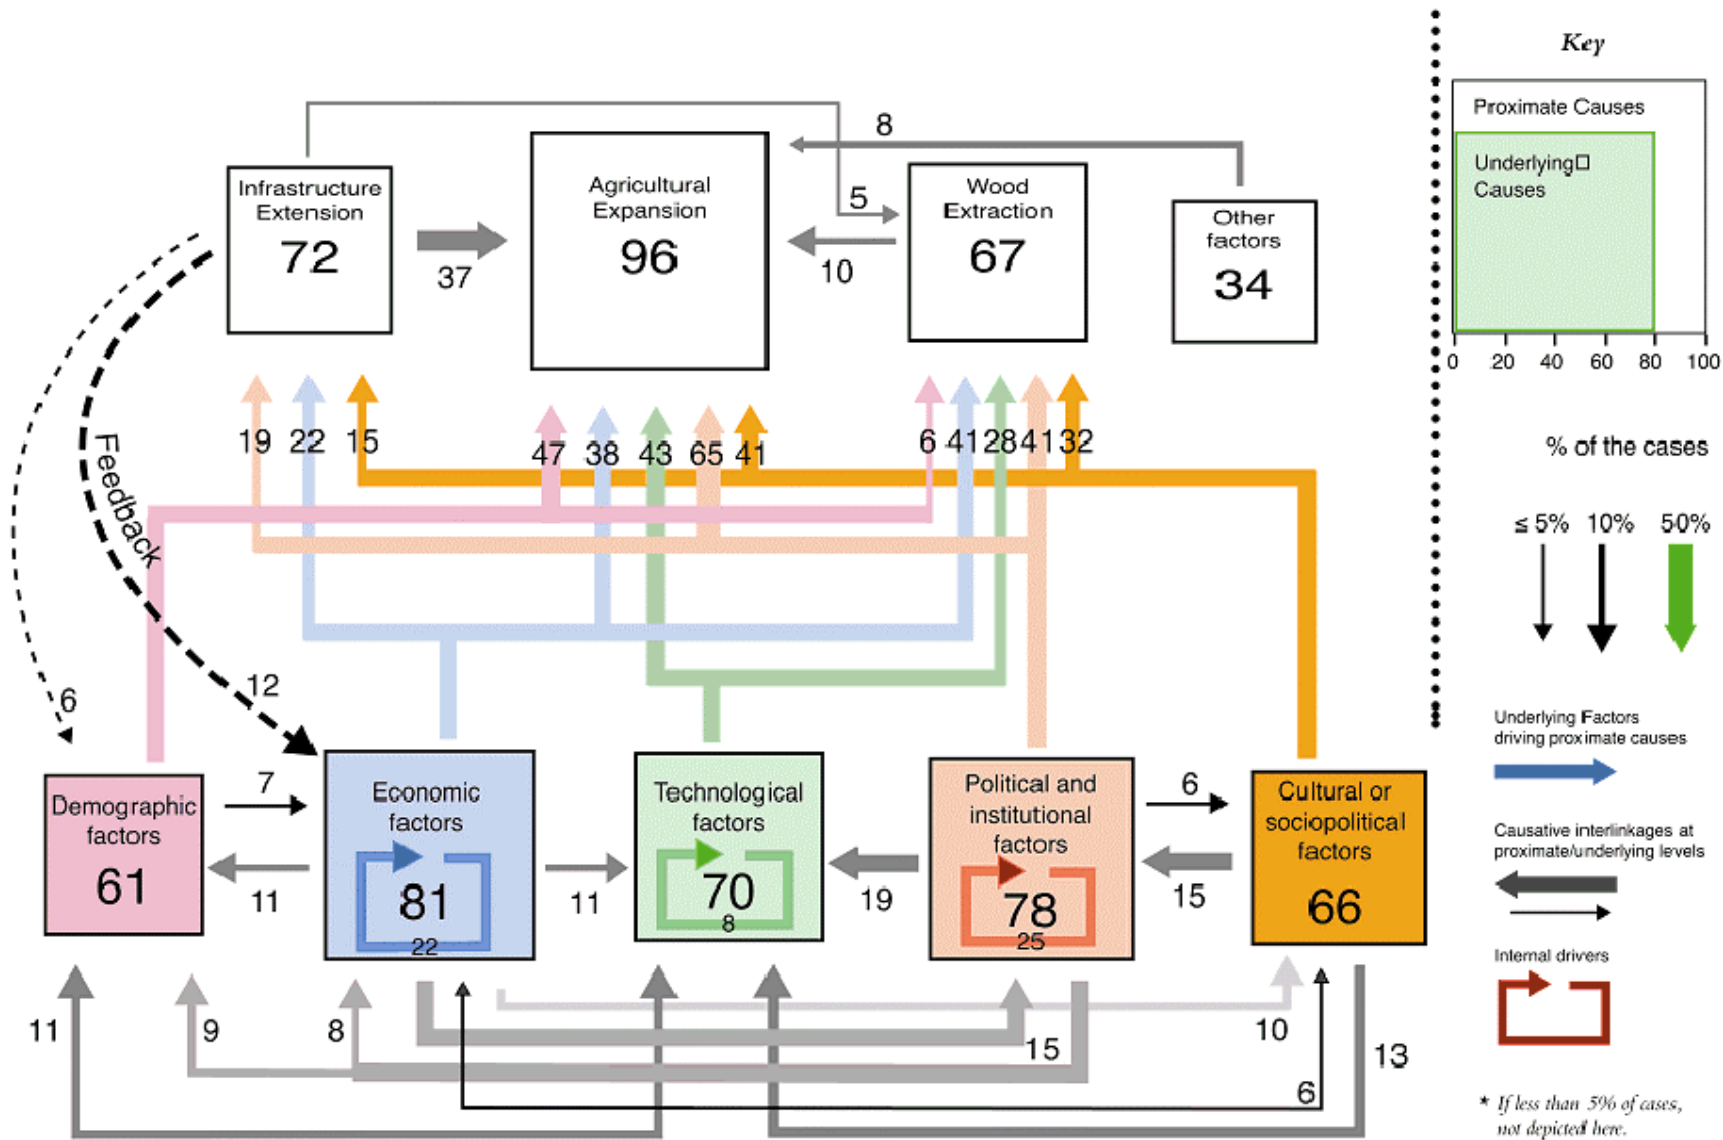 Key
Proximate Causes
Underlying□
Causes
0 20 40 60 80 100
% of the cases
≤ 5% 10% 50%
Underlying Factors
driving proximate causes
Causative interlinkages at
proximate/underlying levels
Internal drivers
* If less than 5% of cases,
not depicted here.
8
Infrastructure
Extension
72
37
Agricultural
Expansion
96
5
10
Wood
Extraction
67
Other
factors
34
19 22 15
47 38 43 65 41
6 41 28 41 32
Feedback
6
12
Demographic
factors
61
7
11
Economic
factors
81
22
11
Technological
factors
70
8
19
Political and
institutional
factors
78
25
6
15
Cultural or
sociopolitical
factors
66
11
9
8
15
10
6
13